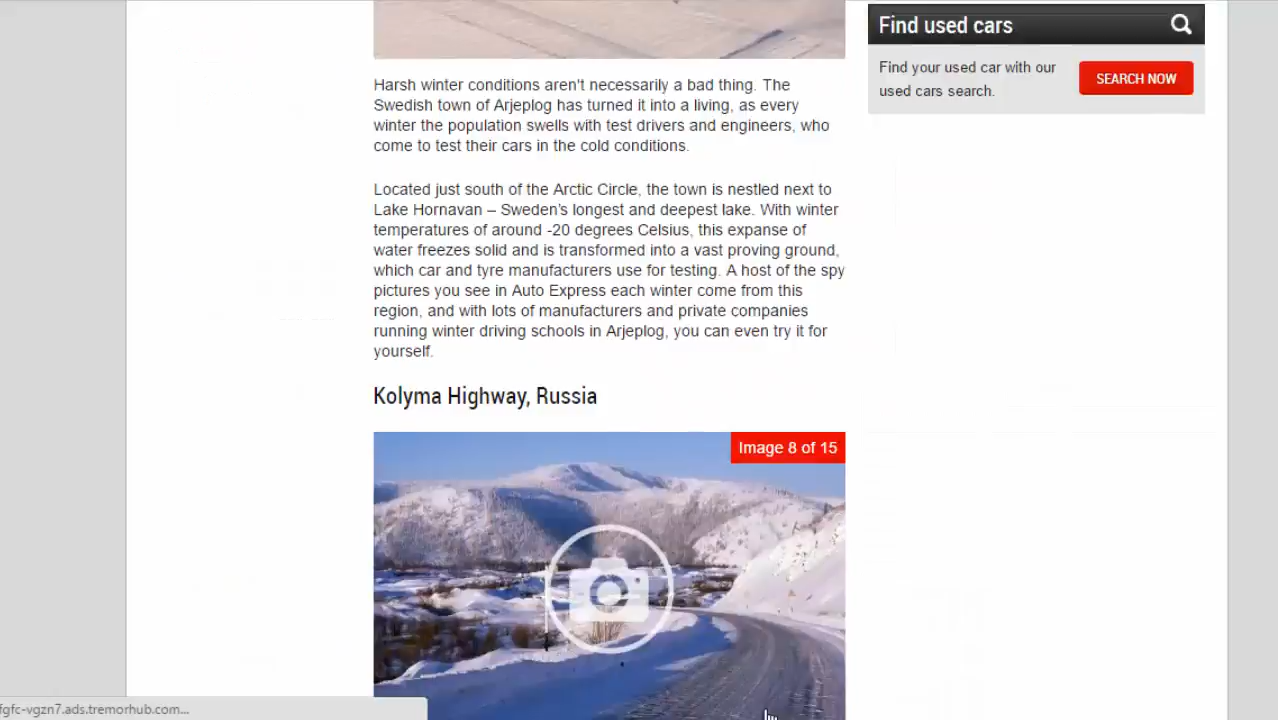 Find used cars
Find your used car with our
used cars search.
SEARCH NOW
Harsh winter conditions aren't necessarily a bad thing. The
Swedish town of Arjeplog has turned it into a living, as every
winter the population swells with test drivers and engineers, who
come to test their cars in the cold conditions.
Located just south of the Arctic Circle, the town is nestled next to
Lake Hornavan – Sweden's longest and deepest lake. With winter
temperatures of around -20 degrees Celsius, this expanse of
water freezes solid and is transformed into a vast proving ground,
which car and tyre manufacturers use for testing. A host of the spy
pictures you see in Auto Express each winter come from this
region, and with lots of manufacturers and private companies
running winter driving schools in Arjeplog, you can even try it for
yourself.
Kolyma Highway, Russia
Image 8 of 15
fgfc-vgzn7.ads.tremorhub.com...